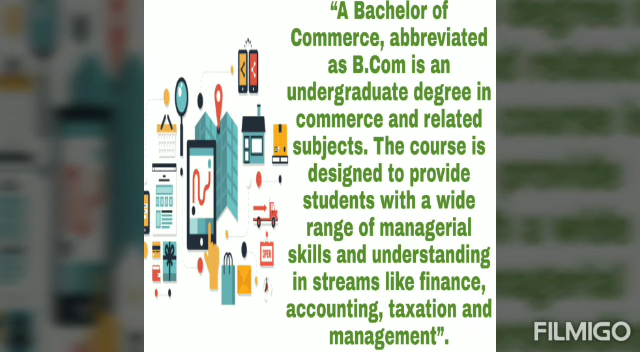 “A Bachelor of
Commerce, abbreviated
as B.Com is an
undergraduate degree in
commerce and related
subjects. The course is
designed to provide
students with a wide
range of managerial
skills and understanding
in streams like finance,
accounting, taxation and
management”.
OPEN
FILMIGO